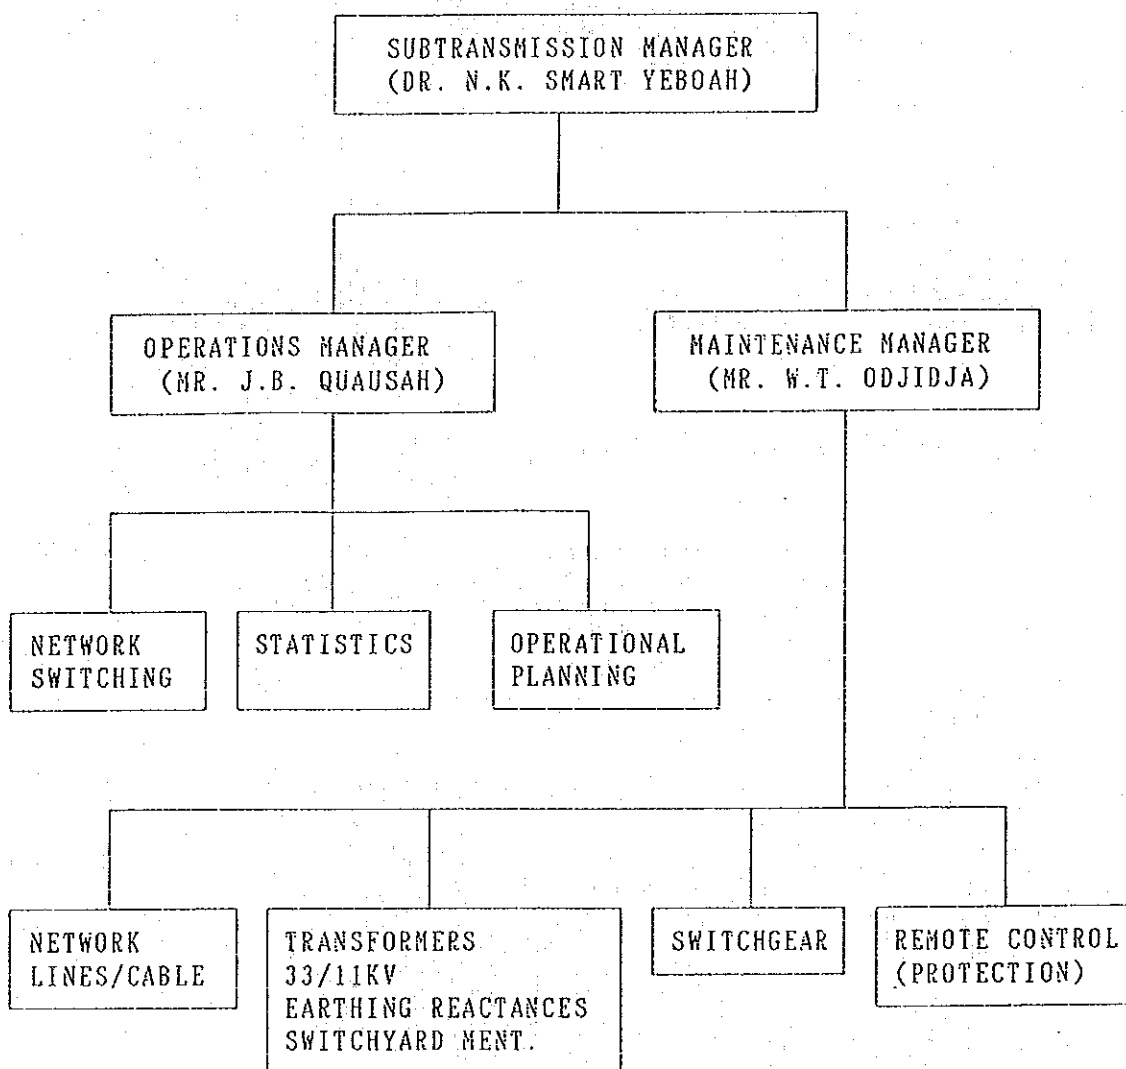 SUBTRANSMISSION MANAGER
(DR. N.K. SMART YEBOAH)
OPERATIONS MANAGER
(MR. J.B. QUAUSAH)
MAINTENANCE MANAGER
(MR. W.T. ODJIDJA)
NETWORK
SWITCHING
STATISTICS
OPERATIONAL
PLANNING
NETWORK
LINES/CABLE
TRANSFORMERS
33/11KV
EARTHING REACTANCES
SWITCHYARD MENT.
SWITCHGEAR
REMOTE CONTROL
(PROTECTION)